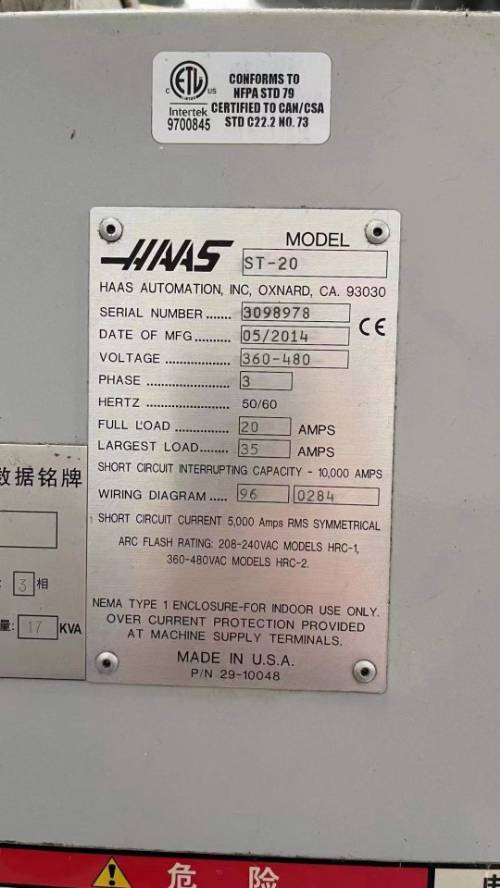 ETL
C US
Intertek
9700845
CONFORMS TO
NFPA STD 79
CERTIFIED TO CAN/CSA
STD C22.2 NO. 73
HAAS
MODEL
ST-20
HAAS AUTOMATION, INC, OXNARD, CA. 93030
SERIAL NUMBER ...... 3098978
DATE OF MFG .......... 05/2014
CE
VOLTAGE .................. 360-480
PHASE ...................... 3
HERTZ ...................... 50/60
FULL LOAD .............. 20 AMPS
LARGEST LOAD........ 35 AMPS
SHORT CIRCUIT INTERRUPTING CAPACITY - 10,000 AMPS
WIRING DIAGRAM ..... 96 0284
SHORT CIRCUIT CURRENT 5,000 Amps RMS SYMMETRICAL
ARC FLASH RATING: 208-240VAC MODELS HRC-1,
360-480VAC MODELS HRC-2.
NEMA TYPE 1 ENCLOSURE-FOR INDOOR USE ONLY.
OVER CURRENT PROTECTION PROVIDED
AT MACHINE SUPPLY TERMINALS.
MADE IN U.S.A.
P/N 29-10048
数据铭牌
3 相
量: 17 KVA
危险